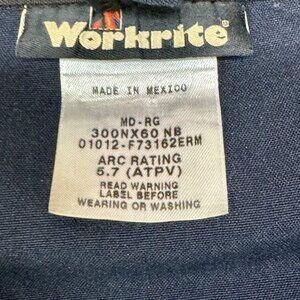 Workrite
MADE IN MEXICO
MD-RG
300NX60 NB
01012-F73162ERM
ARC RATING
5.7 (ATPV)
READ WARNING
LABEL BEFORE
WEARING OR WASHING